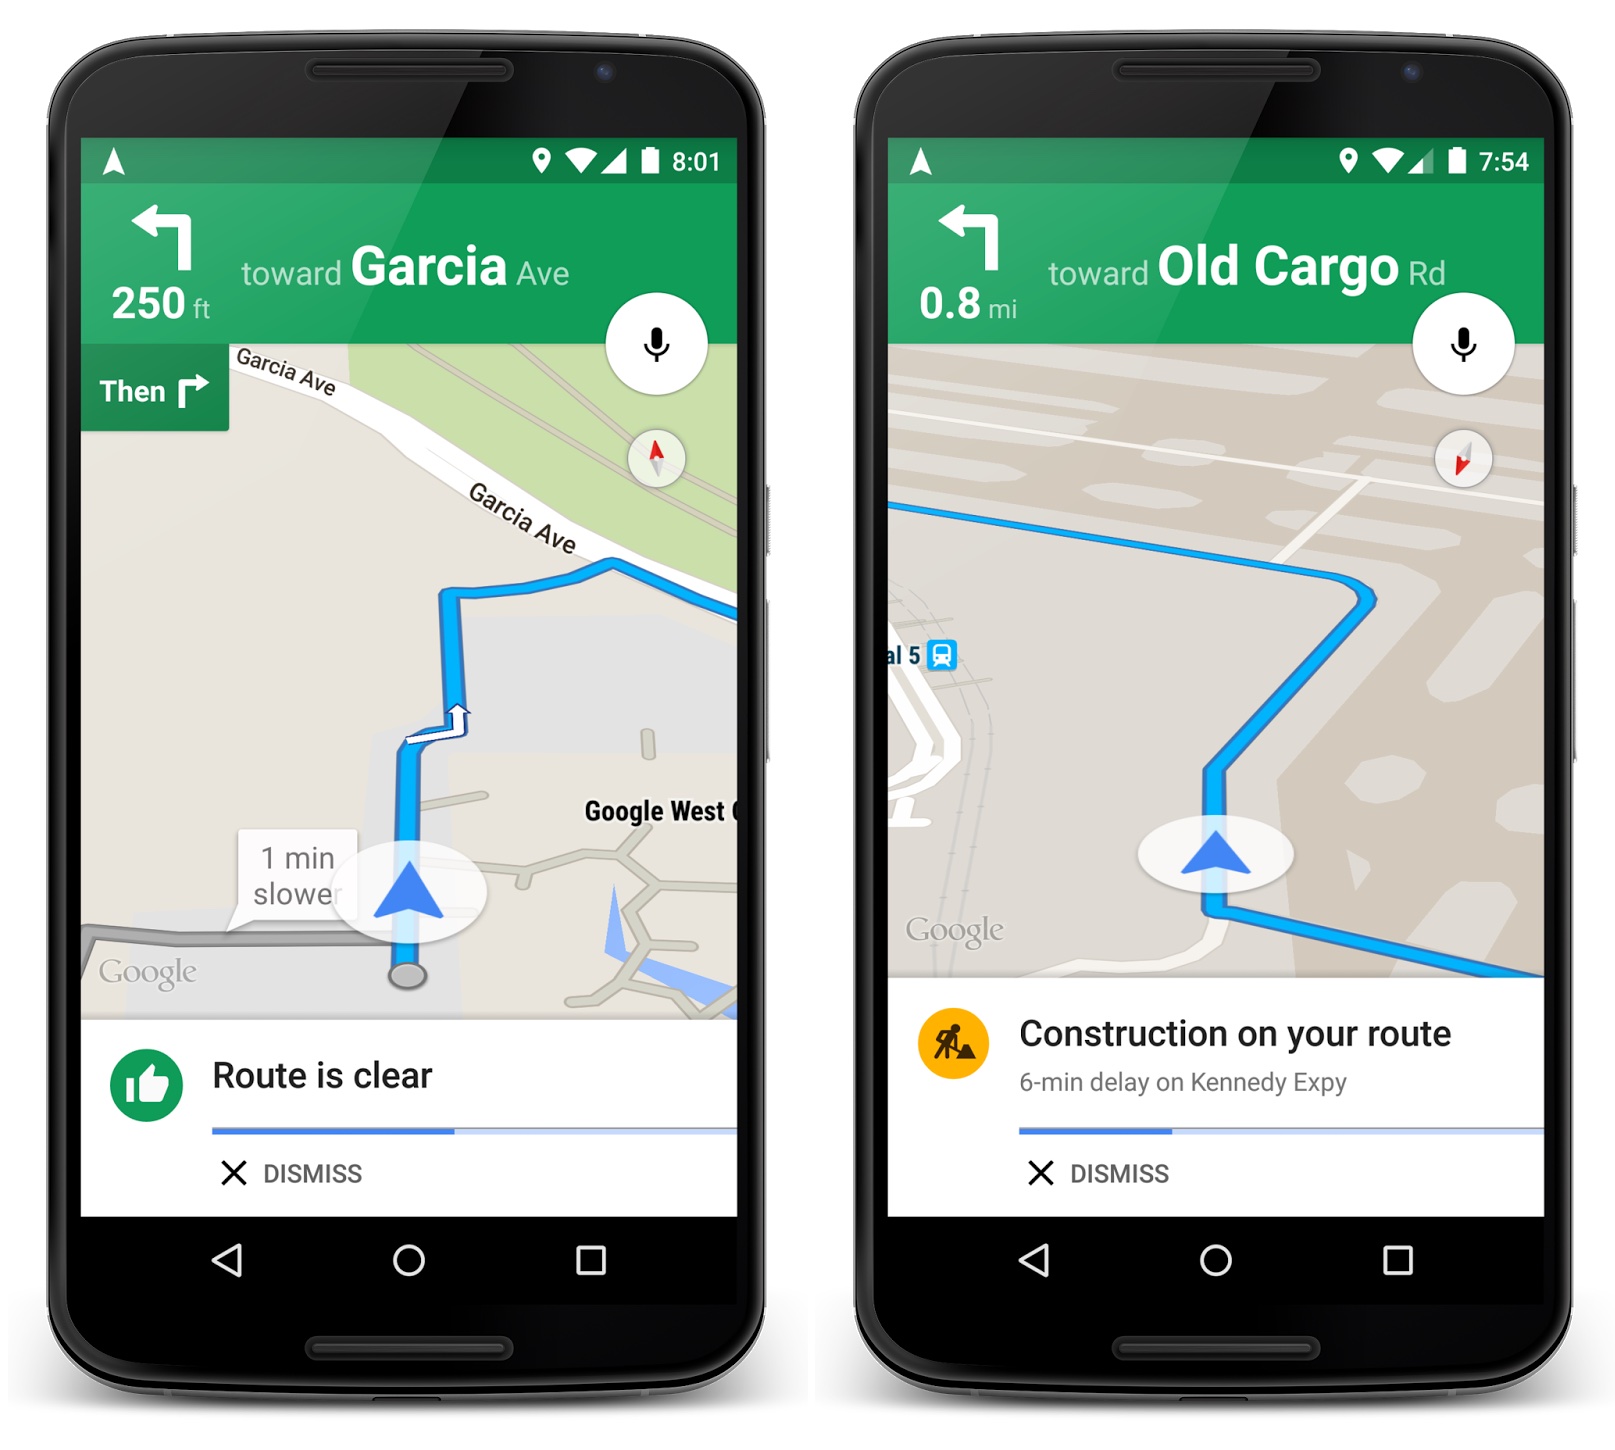 8:01
toward Garcia Ave
250 ft
Then
Garcia Ave
Garcia Ave
Google West
1 min
slower
Google
Route is clear
DISMISS
7:54
toward Old Cargo Rd
0.8 mi
al 5
Google
Construction on your route
6-min delay on Kennedy Expy
DISMISS